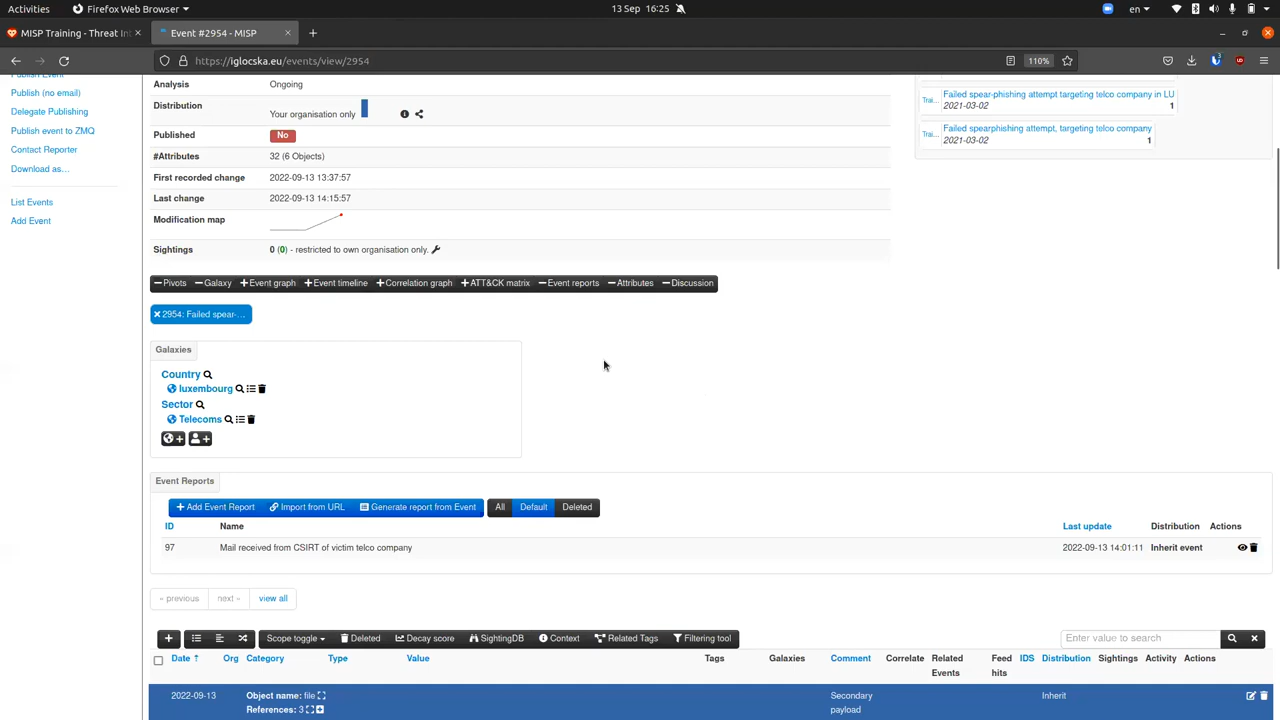 Activities
Firefox Web Browser
13 Sep 16:25
en
MISP Training - Threat In
Event #2954 - MISP
https://iglocska.eu/events/view/2954
110%
Publish Event
Publish (no email)
Delegate Publishing
Publish event to ZMQ
Contact Reporter
Download as…
List Events
Add Event
Analysis Ongoing
Distribution Your organisation only
Published No
#Attributes 32 (6 Objects)
First recorded change 2022-09-13 13:37:57
Last change 2022-09-13 14:15:57
Modification map
Sightings 0 (0) - restricted to own organisation only.
Trai... Failed spear-phishing attempt targeting telco company in LU
2021-03-02 1
Trai... Failed spearphishing attempt, targeting telco company
2021-03-02 1
Pivots Galaxy Event graph Event timeline Correlation graph ATT&CK matrix Event reports Attributes Discussion
2954: Failed spear-...
Galaxies
Country
luxembourg
Sector
Telecoms
Event Reports
Add Event Report Import from URL Generate report from Event All Default Deleted
ID Name Last update Distribution Actions
97 Mail received from CSIRT of victim telco company 2022-09-13 14:01:11 Inherit event
« previous next » view all
Scope toggle Deleted Decay score SightingDB Context Related Tags Filtering tool Enter value to search
Date Org Category Type Value Tags Galaxies Comment Correlate Related Events Feed hits IDS Distribution Sightings Activity Actions
2022-09-13 Object name: file Secondary payload Inherit
References: 3